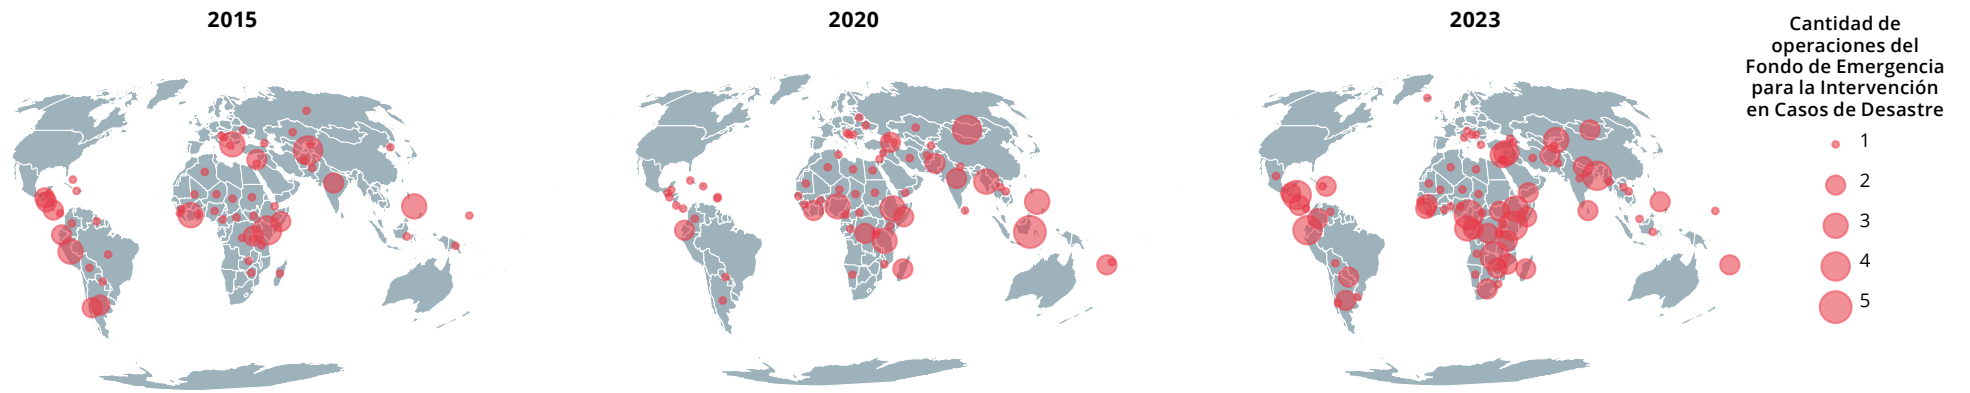 2015
2020
2023
Cantidad de
operaciones del
Fondo de Emergencia
para la Intervención
en Casos de Desastre
1
2
3
4
5